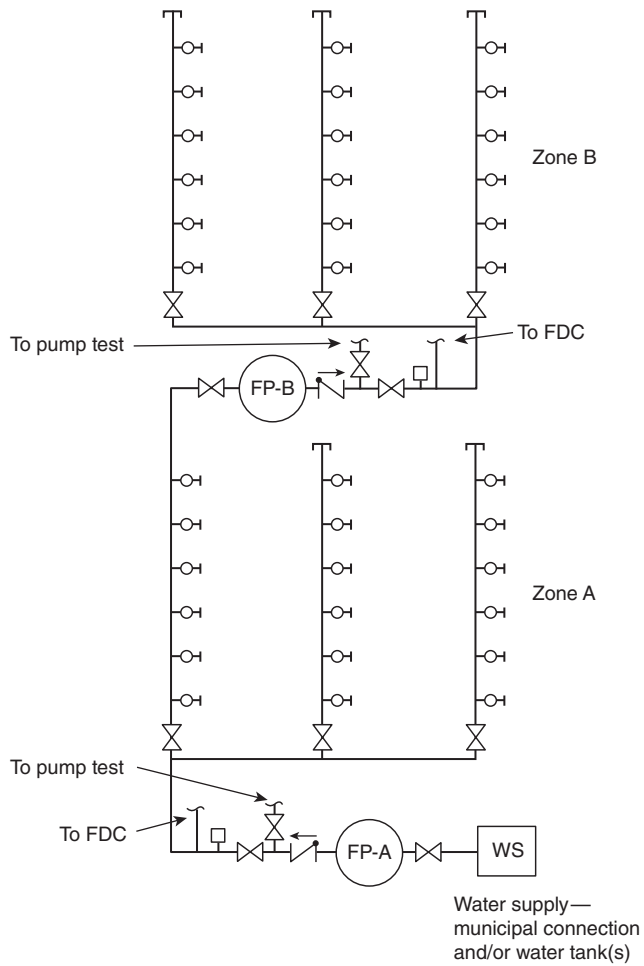 Zone B
To pump test
To FDC
FP-B
Zone A
To pump test
To FDC
FP-A
WS
Water supply—
municipal connection
and/or water tank(s)